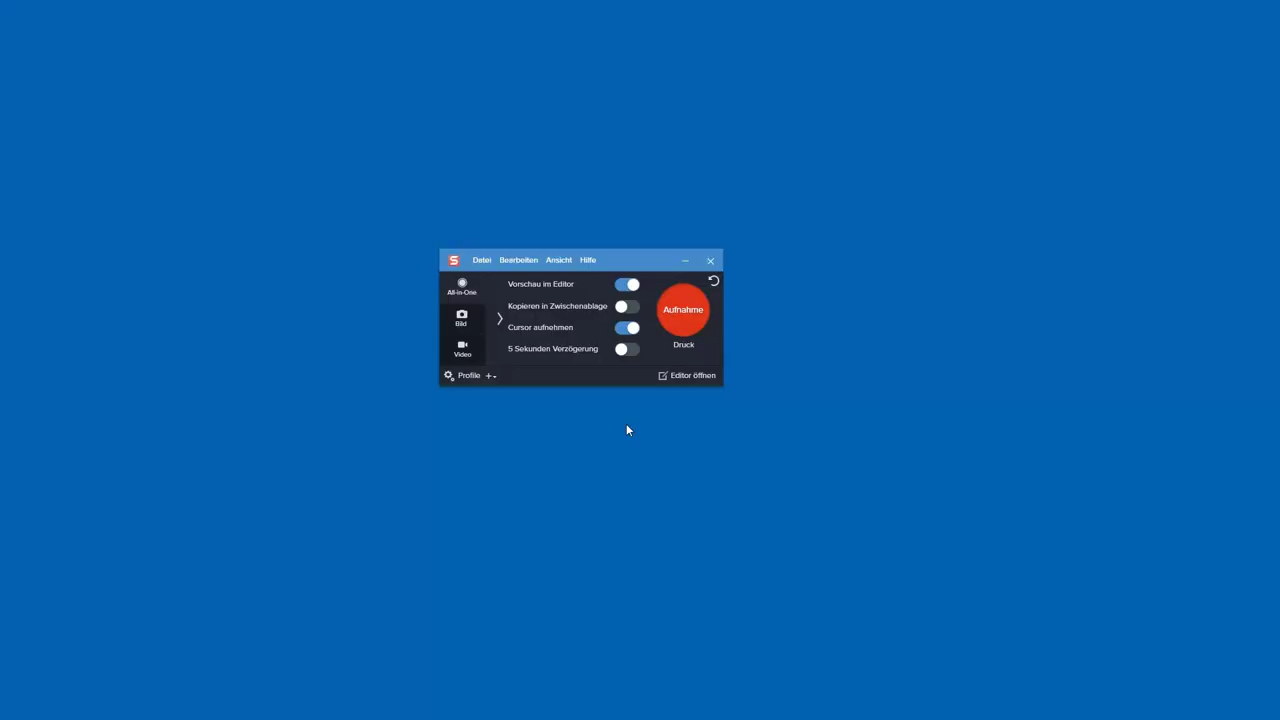 S Datei Bearbeiten Ansicht Hilfe
All-in-One
Bild
Video
Vorschau im Editor
Kopieren in Zwischenablage
Cursor aufnehmen
5 Sekunden Verzögerung
Aufnahme
Druck
Profile
Editor öffnen